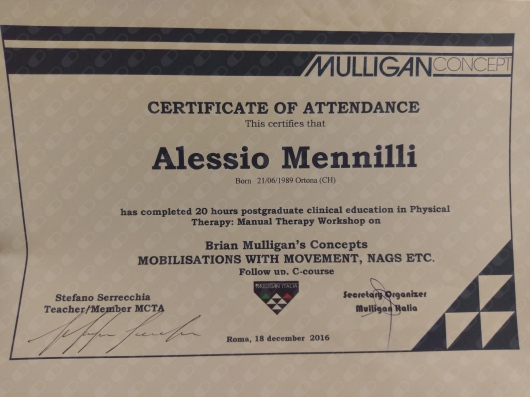 MULLIGAN CONCEPT
CERTIFICATE OF ATTENDANCE
This certifies that
Alessio Mennilli
Born 21/06/1989 Ortona (CH)
has completed 20 hours postgraduate clinical education in Physical
Therapy: Manual Therapy Workshop on
Brian Mulligan's Concepts
MOBILISATIONS WITH MOVEMENT, NAGS ETC.
Follow up. C-course
MULLIGAN ITALIA
Stefano Serrecchia
Teacher/Member MCTA
Secretary Organizer
Mulligan Italia
Roma, 18 december 2016